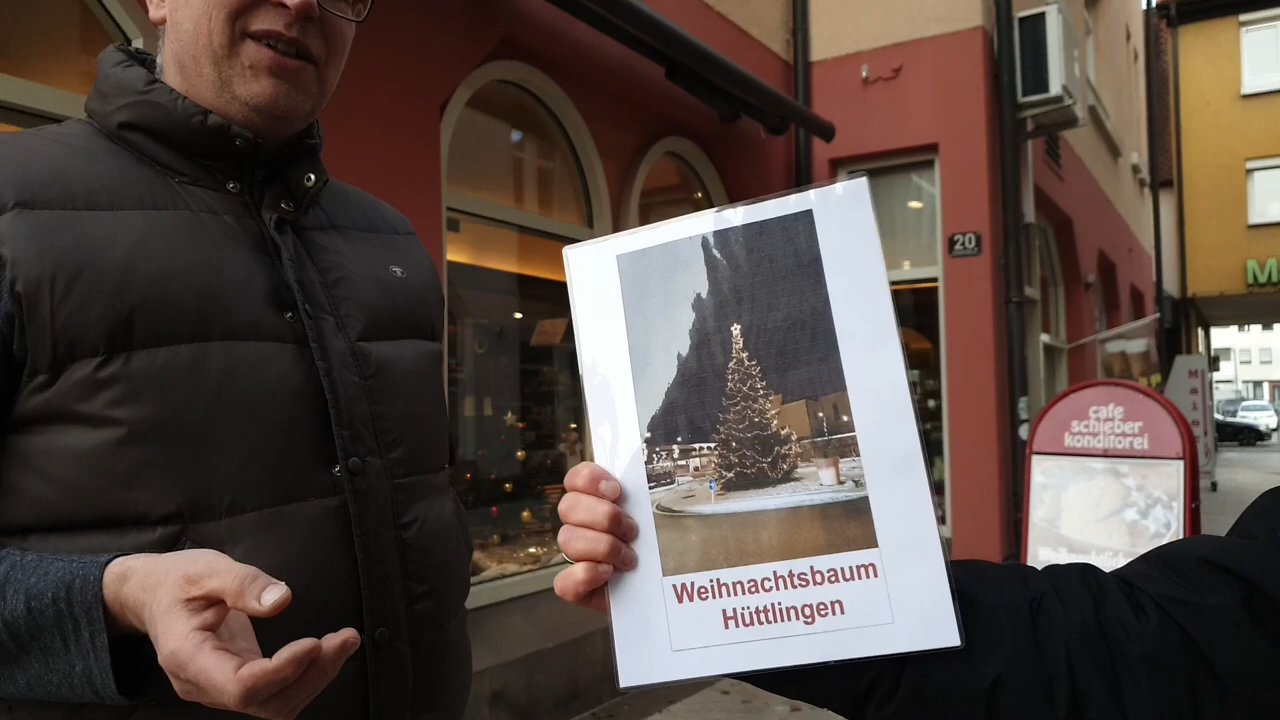 Weihnachtsbaum
Hüttlingen
20
cafe
schieber
konditorei
M